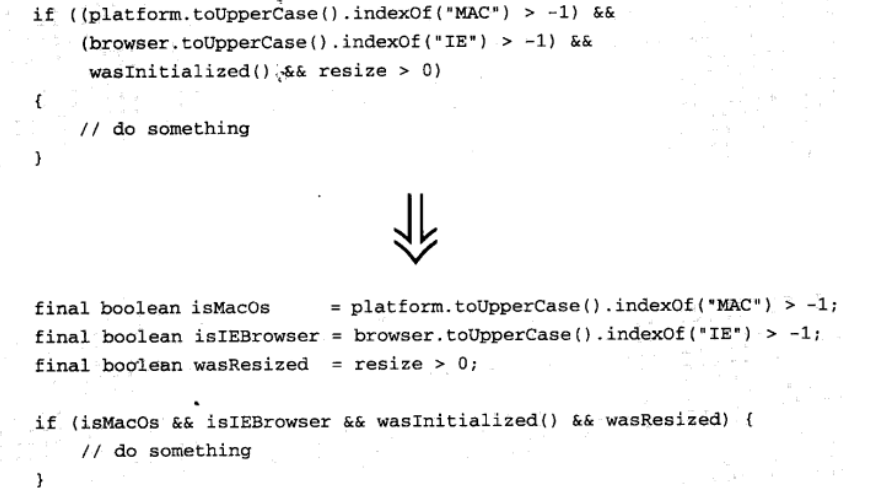 if ((platform.toUpperCase().indexOf("MAC") > -1) &&
(browser.toUpperCase().indexOf("IE") > -1) &&
wasInitialized() && resize > 0)
{
// do something
}
final boolean isMacOs = platform.toUpperCase().indexOf("MAC") > -1;
final boolean isIEBrowser = browser.toUpperCase().indexOf("IE") > -1;
final boolean wasResized = resize > 0;
if (isMacOs && isIEBrowser && wasInitialized() && wasResized) {
// do something
}